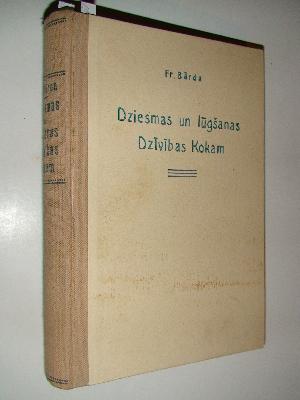 Fr. Bārda
Dziesmas un lūgšanas
Dzīvības Kokam